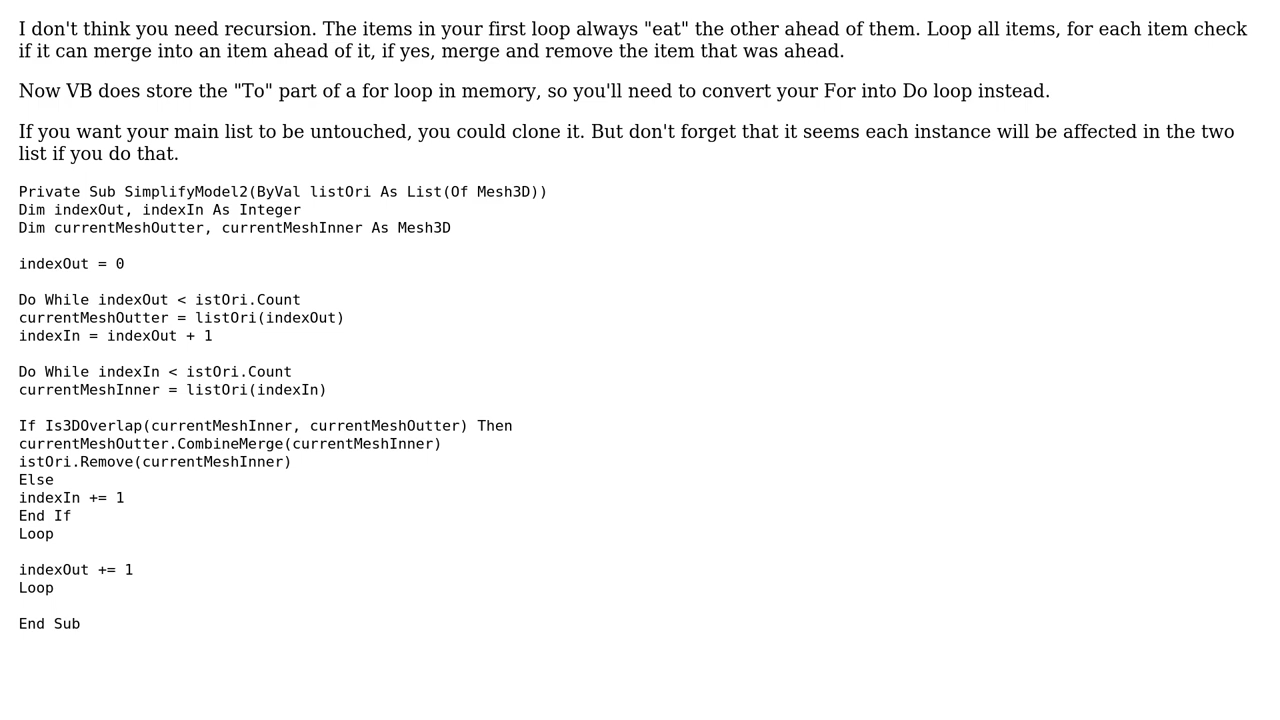 I don't think you need recursion. The items in your first loop always "eat" the other ahead of them. Loop all items, for each item check
if it can merge into an item ahead of it, if yes, merge and remove the item that was ahead.
Now VB does store the "To" part of a for loop in memory, so you'll need to convert your For into Do loop instead.
If you want your main list to be untouched, you could clone it. But don't forget that it seems each instance will be affected in the two
list if you do that.
Private Sub SimplifyModel2(ByVal listOri As List(Of Mesh3D))
Dim indexOut, indexIn As Integer
Dim currentMeshOutter, currentMeshInner As Mesh3D
indexOut = 0
Do While indexOut < istOri.Count
currentMeshOutter = listOri(indexOut)
indexIn = indexOut + 1
Do While indexIn < istOri.Count
currentMeshInner = listOri(indexIn)
If Is3DOverlap(currentMeshInner, currentMeshOutter) Then
currentMeshOutter.CombineMerge(currentMeshInner)
istOri.Remove(currentMeshInner)
Else
indexIn += 1
End If
Loop
indexOut += 1
Loop
End Sub